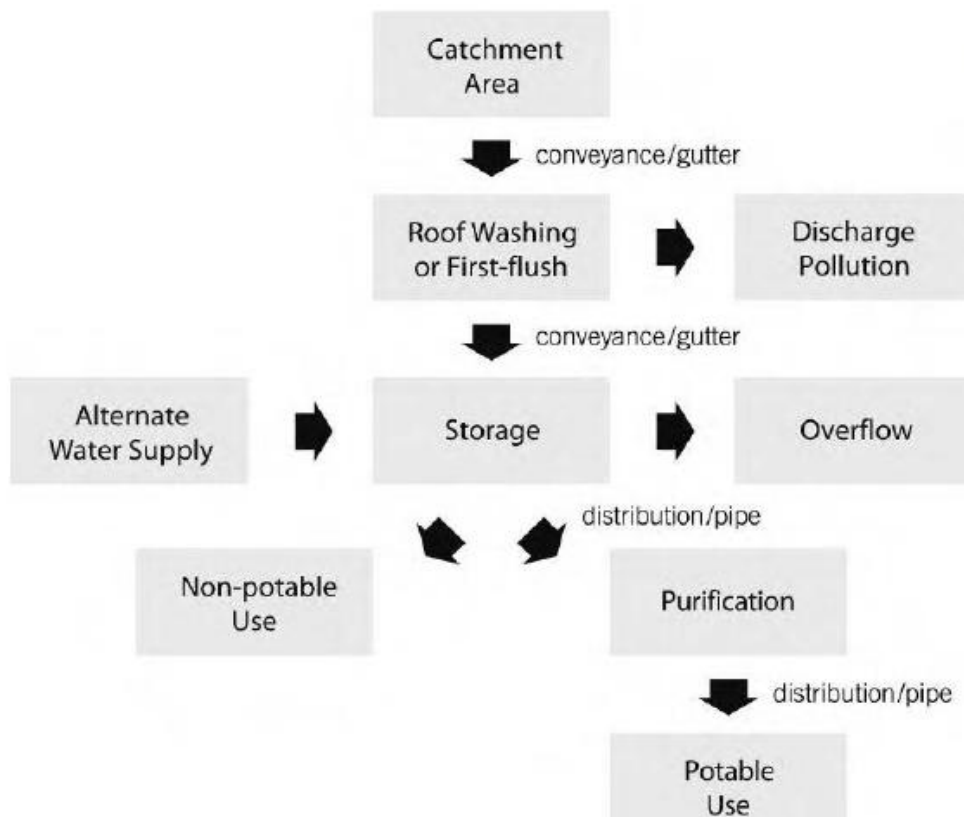 Catchment
Area
conveyance/gutter
Roof Washing
or First-flush
Discharge
Pollution
conveyance/gutter
Alternate
Water Supply
Storage
Overflow
distribution/pipe
Non-potable
Use
Purification
distribution/pipe
Potable
Use